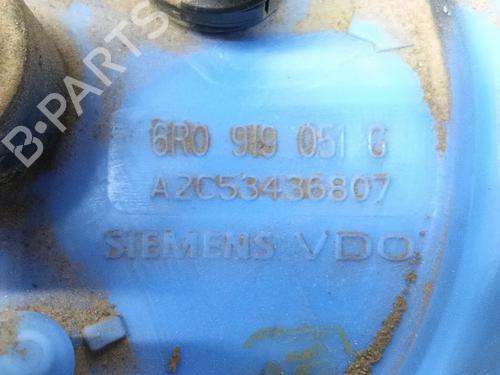 B-PARTS
6R0 919 051 G
A2C53436807
SIEMENS VDO